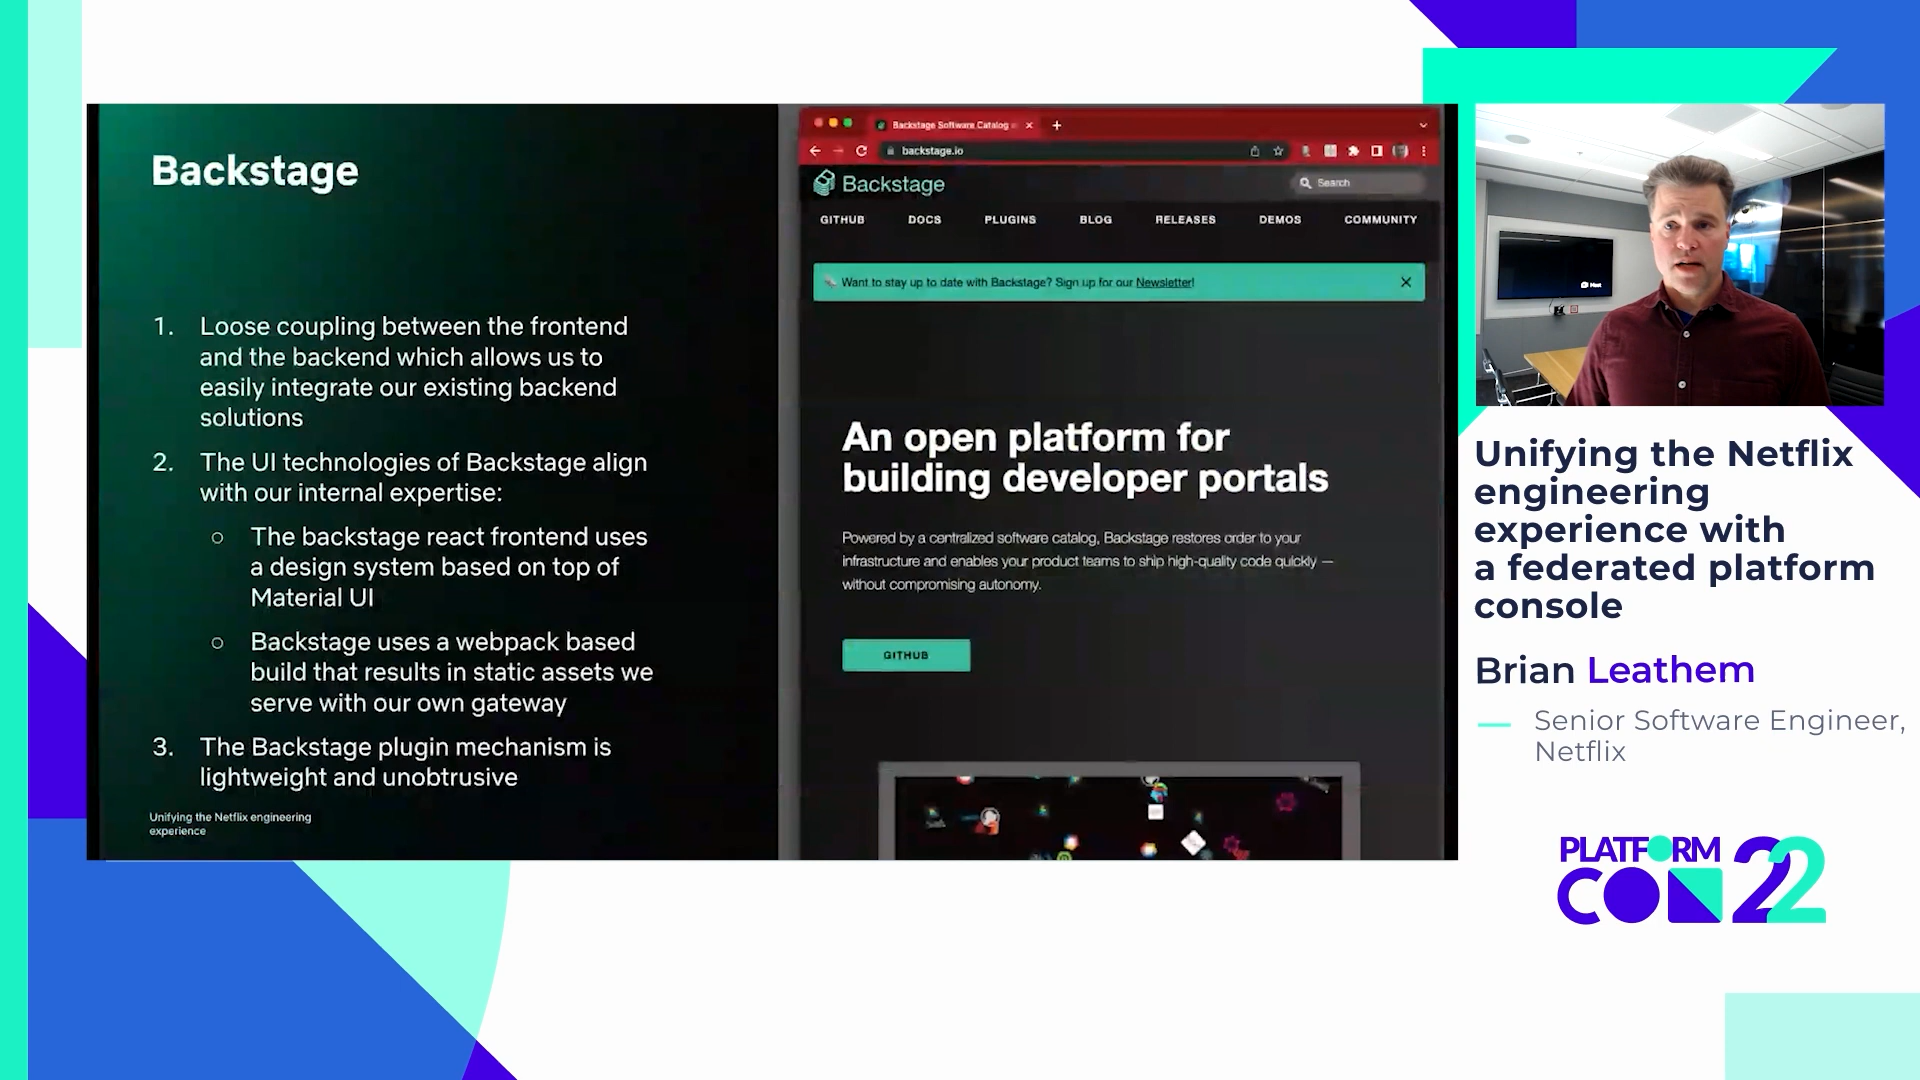 Backstage
1. Loose coupling between the frontend
and the backend which allows us to
easily integrate our existing backend
solutions
2. The UI technologies of Backstage align
with our internal expertise:
○ The backstage react frontend uses
a design system based on top of
Material UI
○ Backstage uses a webpack based
build that results in static assets we
serve with our own gateway
3. The Backstage plugin mechanism is
lightweight and unobtrusive
Unifying the Netflix engineering
experience
Backstage Software Catalog
backstage.io
Backstage
Search
GITHUB DOCS PLUGINS BLOG RELEASES DEMOS COMMUNITY
Want to stay up to date with Backstage? Sign up for our Newsletter!
An open platform for
building developer portals
Powered by a centralized software catalog, Backstage restores order to your
infrastructure and enables your product teams to ship high-quality code quickly —
without compromising autonomy.
GITHUB
Meet
Unifying the Netflix
engineering
experience with
a federated platform
console
Brian Leathem
Senior Software Engineer,
Netflix
PLATFORM
CON 22